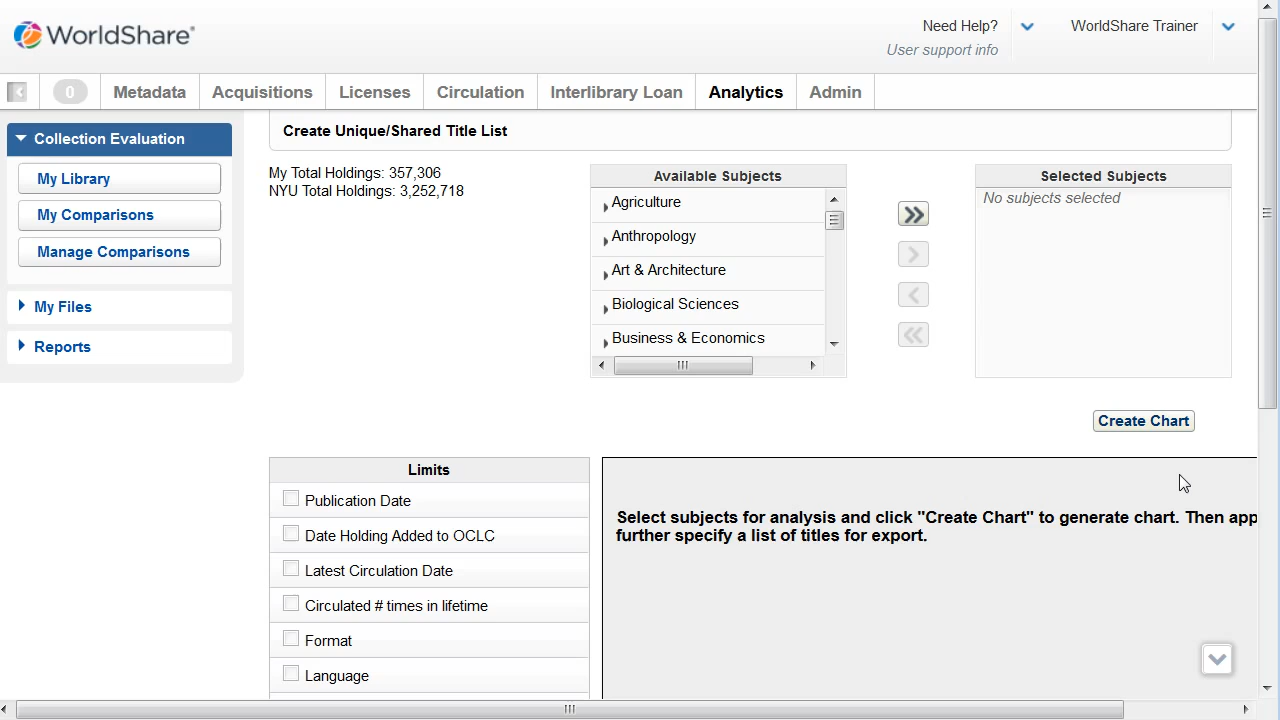 WorldShare®
Need Help?
WorldShare Trainer
User support info
0
Metadata
Acquisitions
Licenses
Circulation
Interlibrary Loan
Analytics
Admin
Collection Evaluation
My Library
My Comparisons
Manage Comparisons
My Files
Reports
Create Unique/Shared Title List
My Total Holdings: 357,306
NYU Total Holdings: 3,252,718
Available Subjects
Agriculture
Anthropology
Art & Architecture
Biological Sciences
Business & Economics
Selected Subjects
No subjects selected
Create Chart
Limits
Publication Date
Date Holding Added to OCLC
Latest Circulation Date
Circulated # times in lifetime
Format
Language
Select subjects for analysis and click "Create Chart" to generate chart. Then app
further specify a list of titles for export.